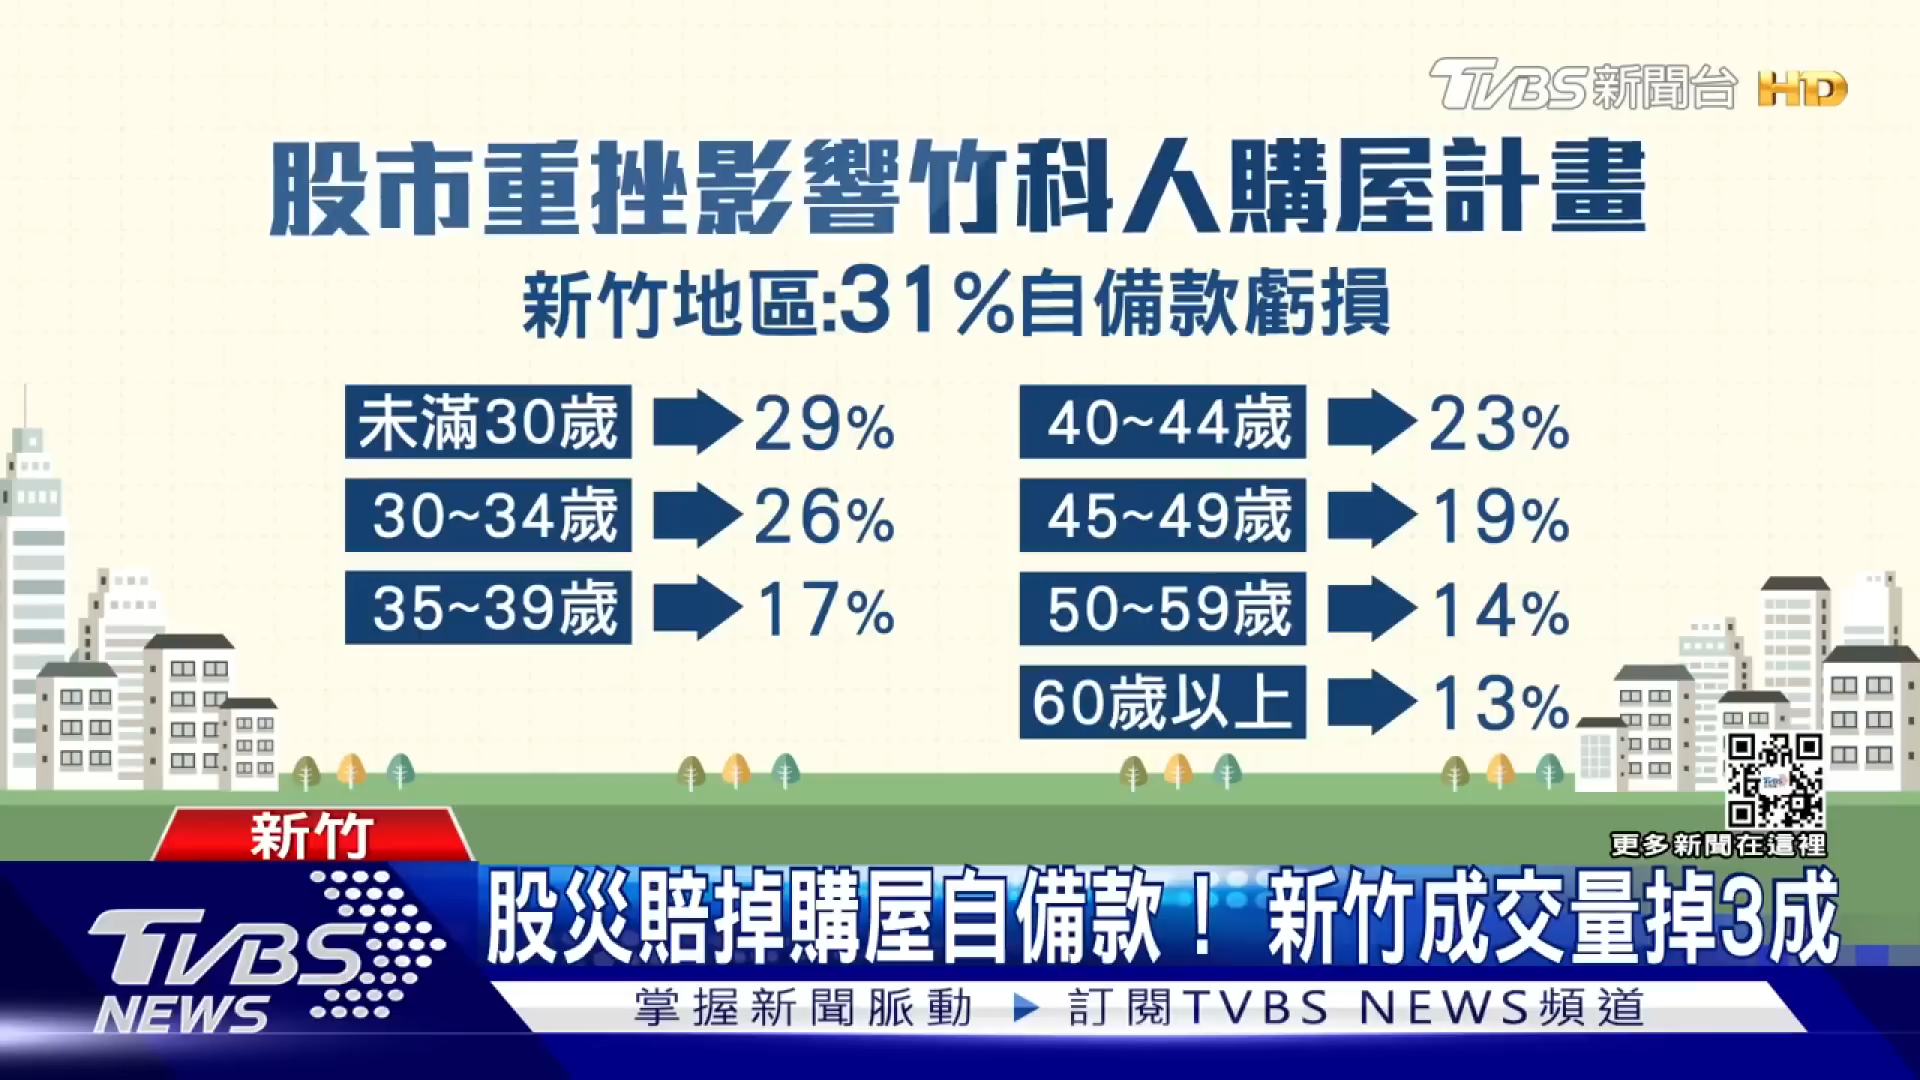 TVBS新聞台 HD
股市重挫影響竹科人購屋計畫
新竹地區:31%自備款虧損
未滿30歲 29%
30~34歲 26%
35~39歲 17%
40~44歲 23%
45~49歲 19%
50~59歲 14%
60歲以上 13%
TVBS
更多新聞在這裡
新竹
股災賠掉購屋自備款！ 新竹成交量掉3成
TVBS
NEWS
掌握新聞脈動 ▶ 訂閱TVBS NEWS頻道